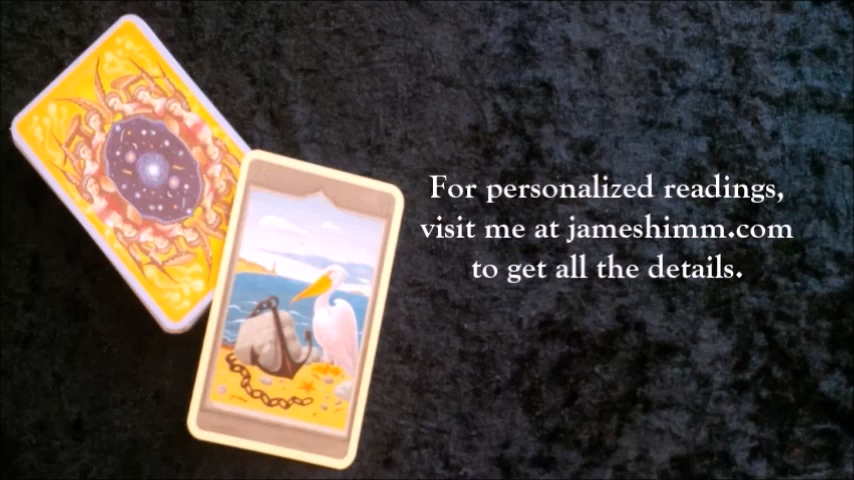 For personalized readings,
visit me at jameshimm.com
to get all the details.